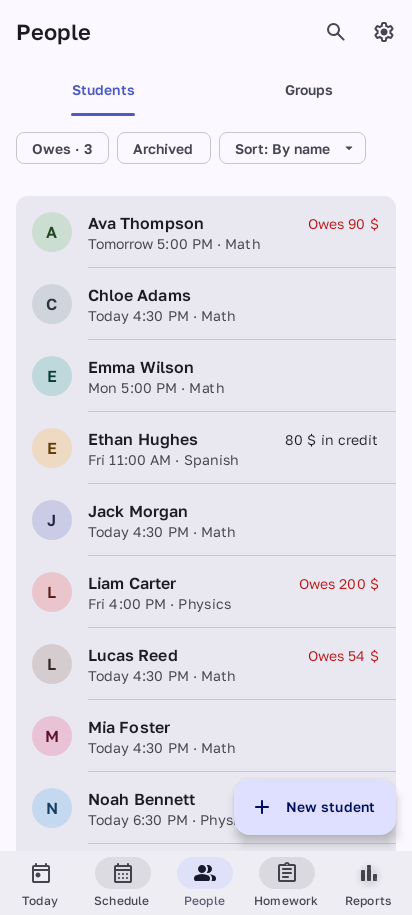 People
Students
Groups
Owes · 3
Archived
Sort: By name
A
Ava Thompson
Owes 90 $
Tomorrow 5:00 PM · Math
C
Chloe Adams
Today 4:30 PM · Math
E
Emma Wilson
Mon 5:00 PM · Math
E
Ethan Hughes
80 $ in credit
Fri 11:00 AM · Spanish
J
Jack Morgan
Today 4:30 PM · Math
L
Liam Carter
Owes 200 $
Fri 4:00 PM · Physics
L
Lucas Reed
Owes 54 $
Today 4:30 PM · Math
M
Mia Foster
Today 4:30 PM · Math
N
Noah Bennett
Today 6:30 PM ·
New student
Today
Schedule
People
Homework
Reports